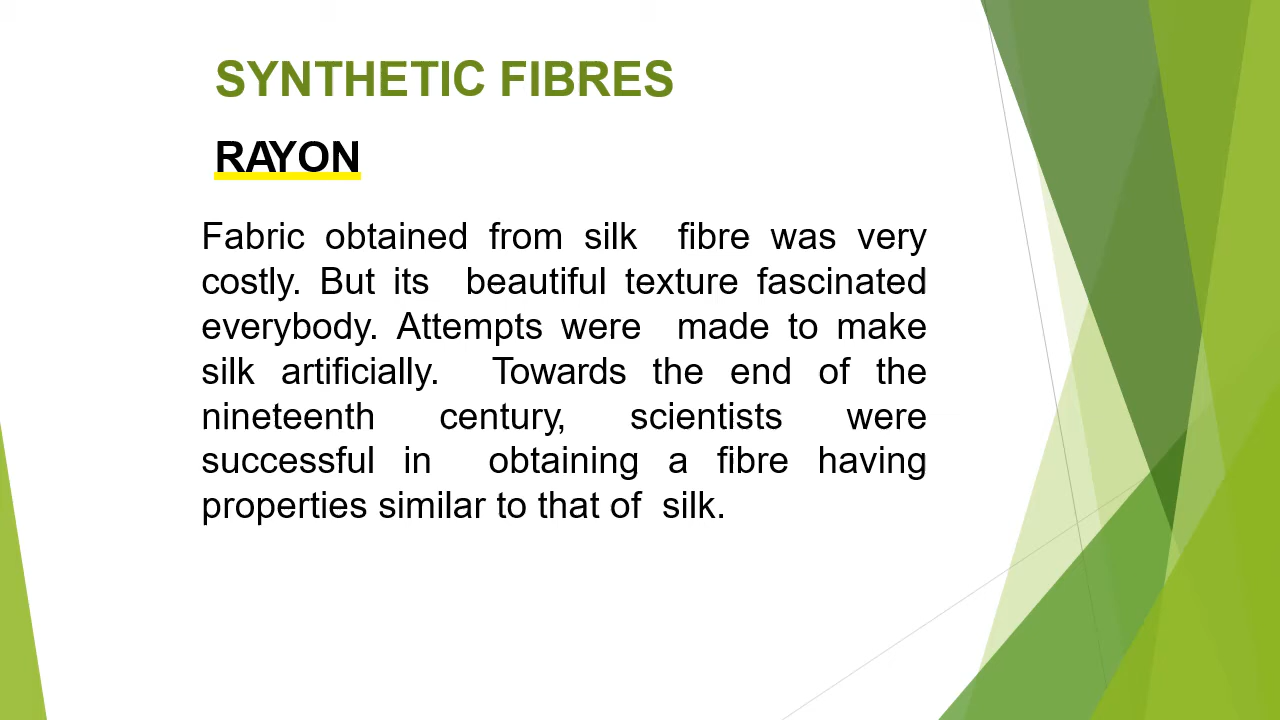 SYNTHETIC FIBRES
RAYON
Fabric obtained from silk fibre was very
costly. But its beautiful texture fascinated
everybody. Attempts were made to make
silk artificially. Towards the end of the
nineteenth century, scientists were
successful in obtaining a fibre having
properties similar to that of silk.